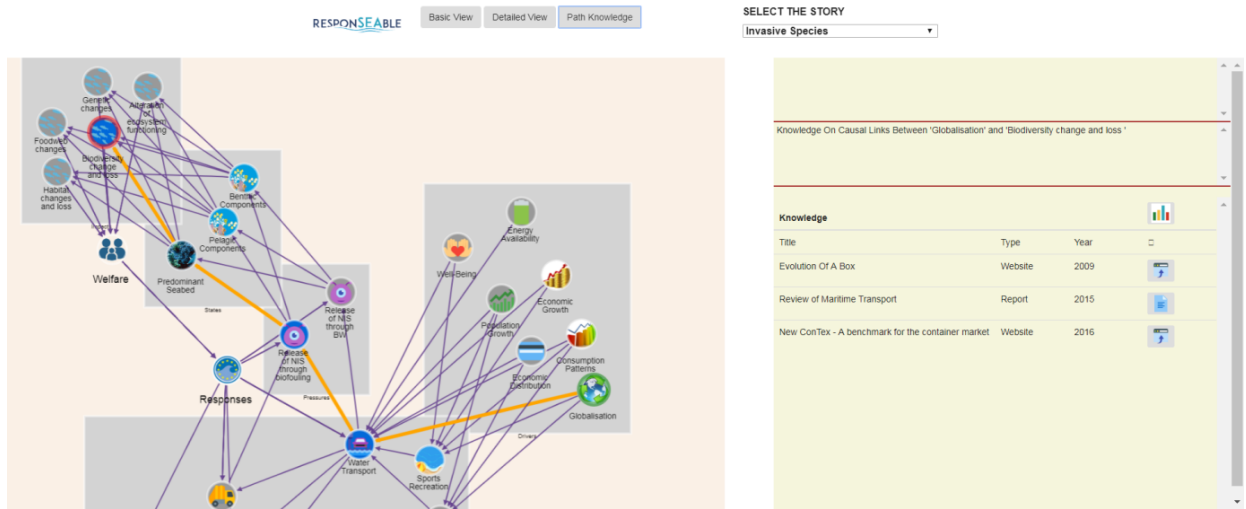 RESPONSEABLE
Basic View
Detailed View
Path Knowledge
SELECT THE STORY
Invasive Species
Genetic
changes
Alteration
of
ecosystem
functioning
Foodweb
changes
Biodiversity
change
and loss
Habitat
changes
and loss
Benthic
Components
Pelagic
Components
Welfare
Predominant
Seabed
States
Release
of NIS
through
BW
Release
of NIS
through
biofouling
Pressures
Responses
Energy
Availability
Well-Being
Economic
Growth
Population
Growth
Consumption
Patterns
Economic
Distribution
Globalisation
Drivers
Water
Transport
Sports
Recreation
Knowledge On Causal Links Between 'Globalisation' and 'Biodiversity change and loss '
Knowledge
Title Type Year
Evolution Of A Box Website 2009
Review of Maritime Transport Report 2015
New ConTex - A benchmark for the container market Website 2016